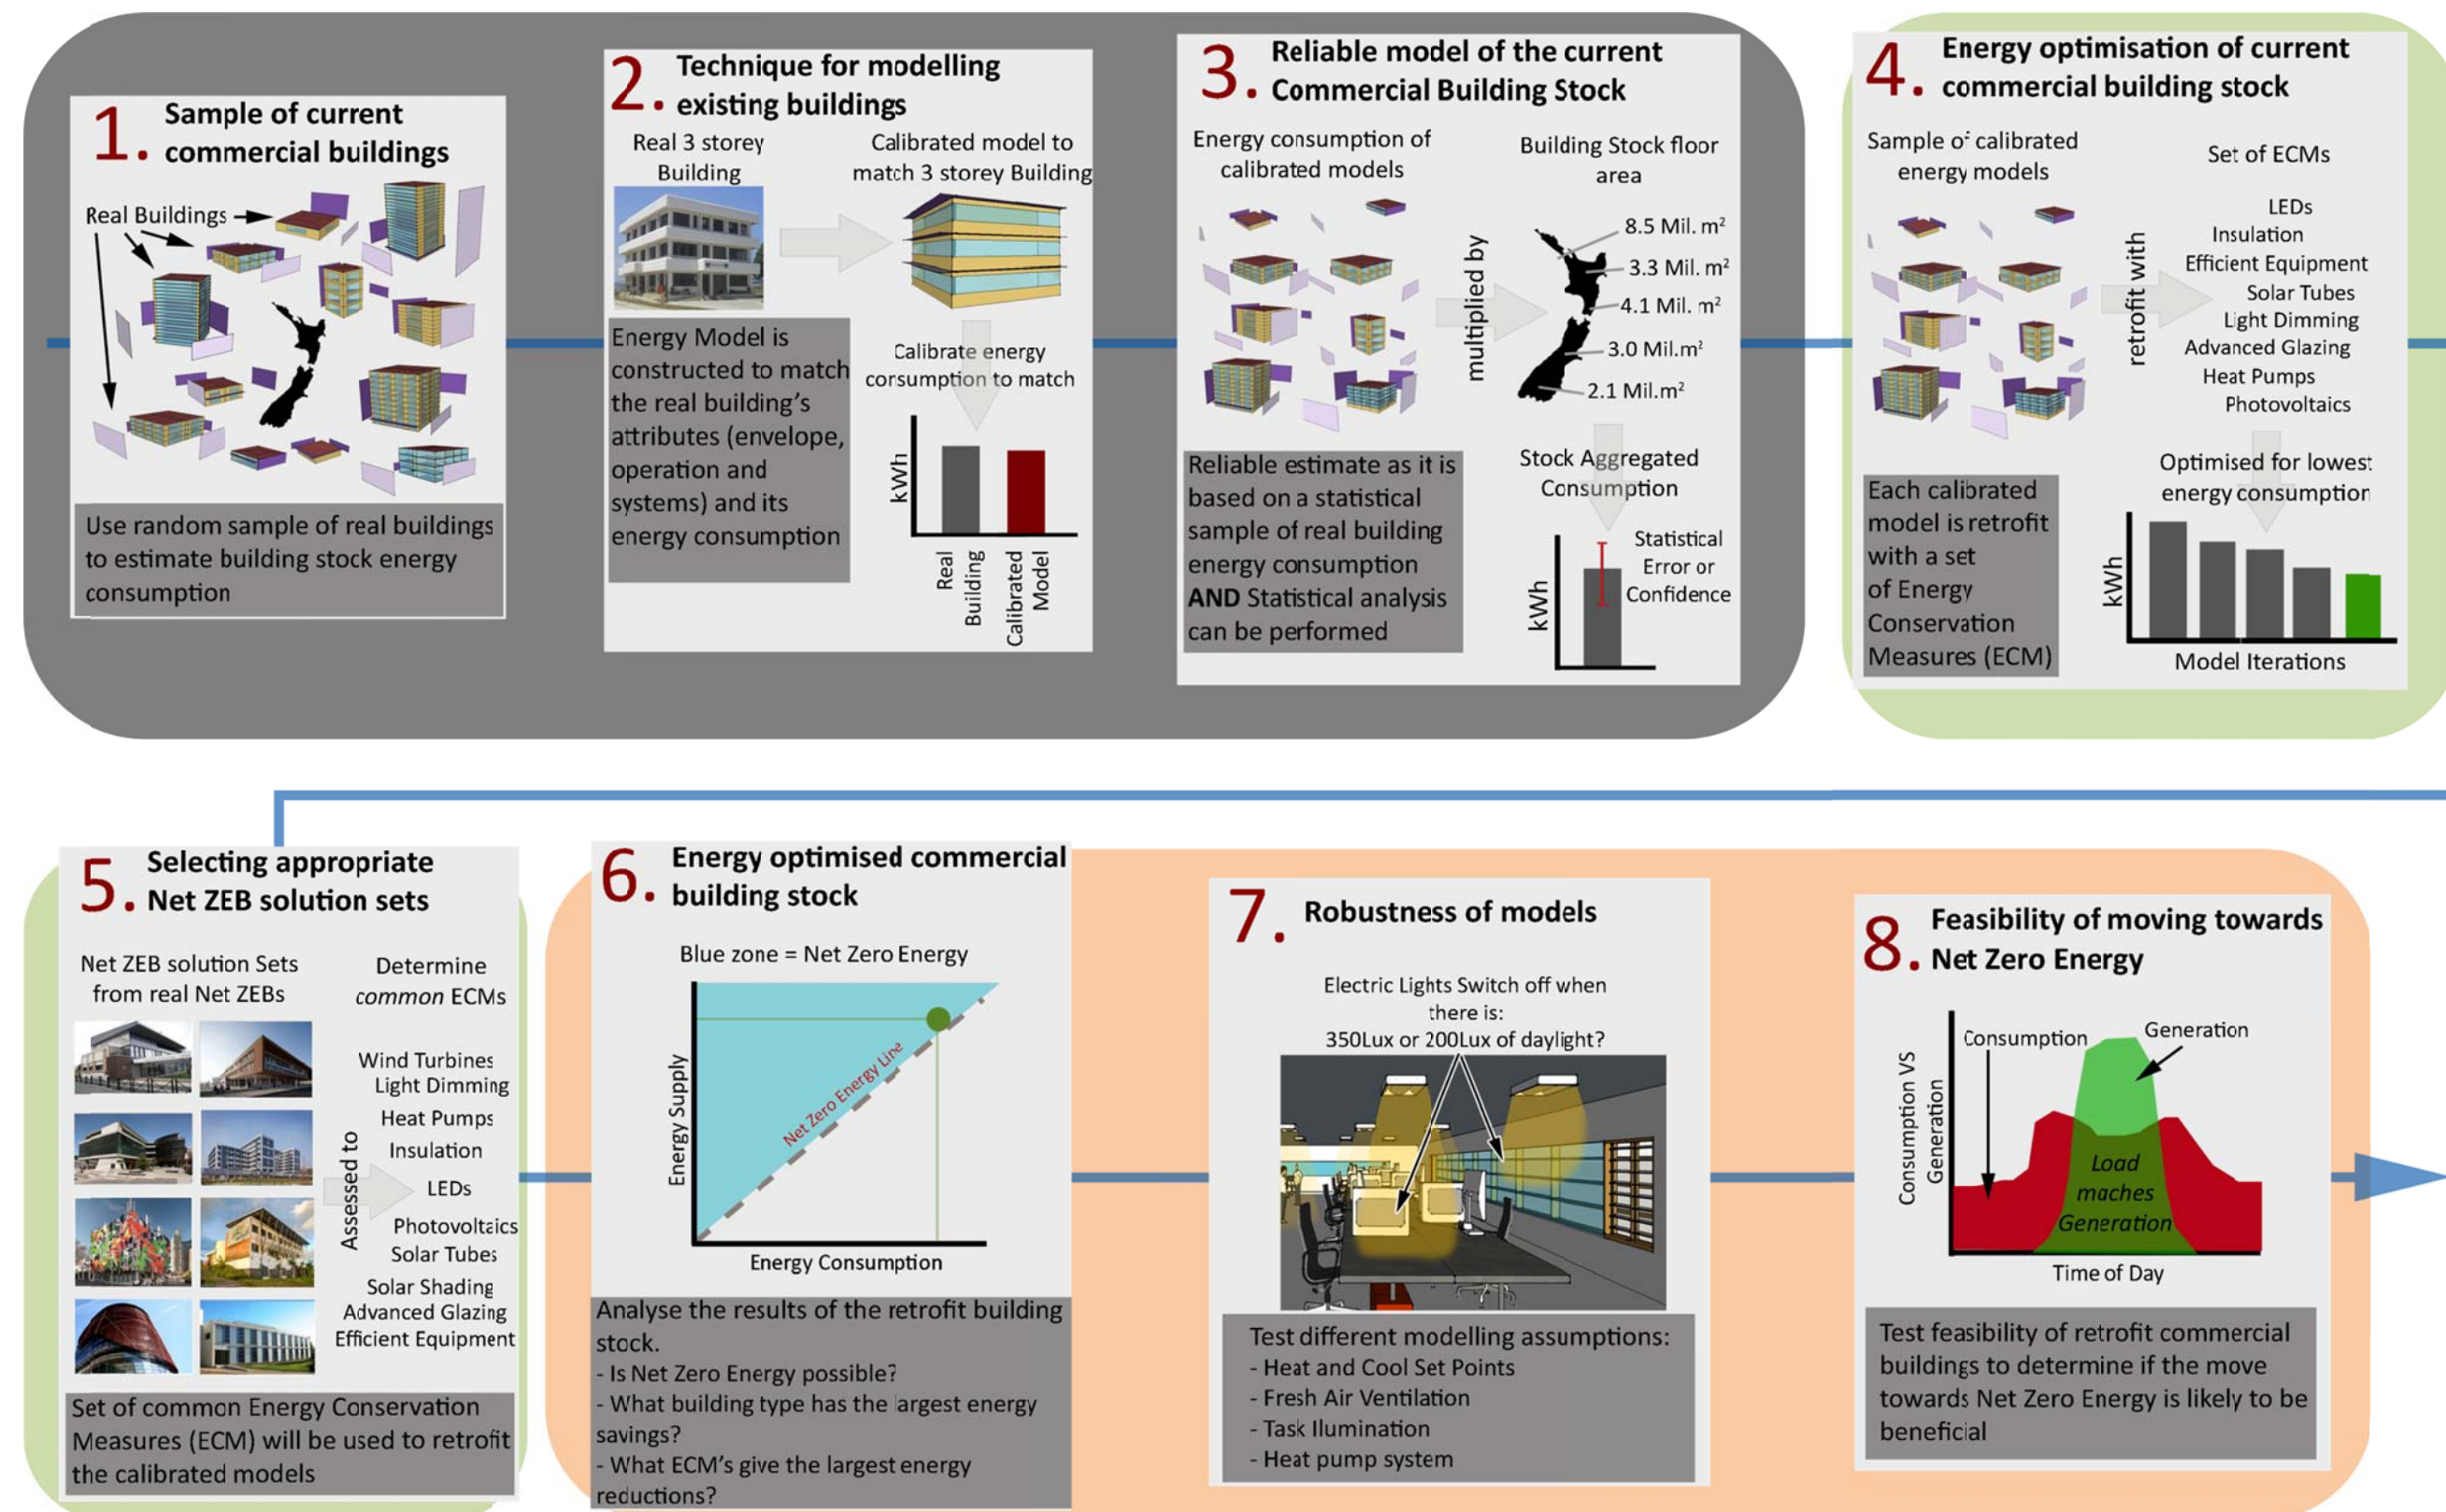 1. Sample of current
commercial buildings
Real Buildings
Use random sample of real buildings
to estimate building stock energy
consumption
2. Technique for modelling
existing buildings
Real 3 storey
Building
Calibrated model to
match 3 storey Building
Energy Model is
constructed to match
the real building's
attributes (envelope,
operation and
systems) and its
energy consumption
Calibrate energy
consumption to match
kWh
Real
Building
Calibrated
Model
3. Reliable model of the current
Commercial Building Stock
Energy consumption of
calibrated models
multiplied by
Building Stock floor
area
8.5 Mil. m²
3.3 Mil. m²
4.1 Mil. m²
3.0 Mil.m²
2.1 Mil.m²
Reliable estimate as it is
based on a statistical
sample of real building
energy consumption
AND Statistical analysis
can be performed
Stock Aggregated
Consumption
kWh
Statistical
Error or
Confidence
4. Energy optimisation of current
commercial building stock
Sample of calibrated
energy models
retrofit with
Set of ECMs
LEDs
Insulation
Efficient Equipment
Solar Tubes
Light Dimming
Advanced Glazing
Heat Pumps
Photovoltaics
Each calibrated
model is retrofit
with a set
of Energy
Conservation
Measures (ECM)
Optimised for lowest
energy consumption
kWh
Model Iterations
5. Selecting appropriate
Net ZEB solution sets
Net ZEB solution Sets
from real Net ZEBs
Assessed to
Determine
common ECMs
Wind Turbines
Light Dimming
Heat Pumps
Insulation
LEDs
Photovoltaics
Solar Tubes
Solar Shading
Advanced Glazing
Efficient Equipment
Set of common Energy Conservation
Measures (ECM) will be used to retrofit
the calibrated models
6. Energy optimised commercial
building stock
Blue zone = Net Zero Energy
Energy Supply
Net Zero Energy Line
Energy Consumption
Analyse the results of the retrofit building
stock.
- Is Net Zero Energy possible?
- What building type has the largest energy
savings?
- What ECM's give the largest energy
reductions?
7. Robustness of models
Electric Lights Switch off when
there is:
350Lux or 200Lux of daylight?
Test different modelling assumptions:
- Heat and Cool Set Points
- Fresh Air Ventilation
- Task Ilumination
- Heat pump system
8. Feasibility of moving towards
Net Zero Energy
Consumption VS
Generation
Consumption
Generation
Load
maches
Generation
Time of Day
Test feasibility of retrofit commercial
buildings to determine if the move
towards Net Zero Energy is likely to be
beneficial